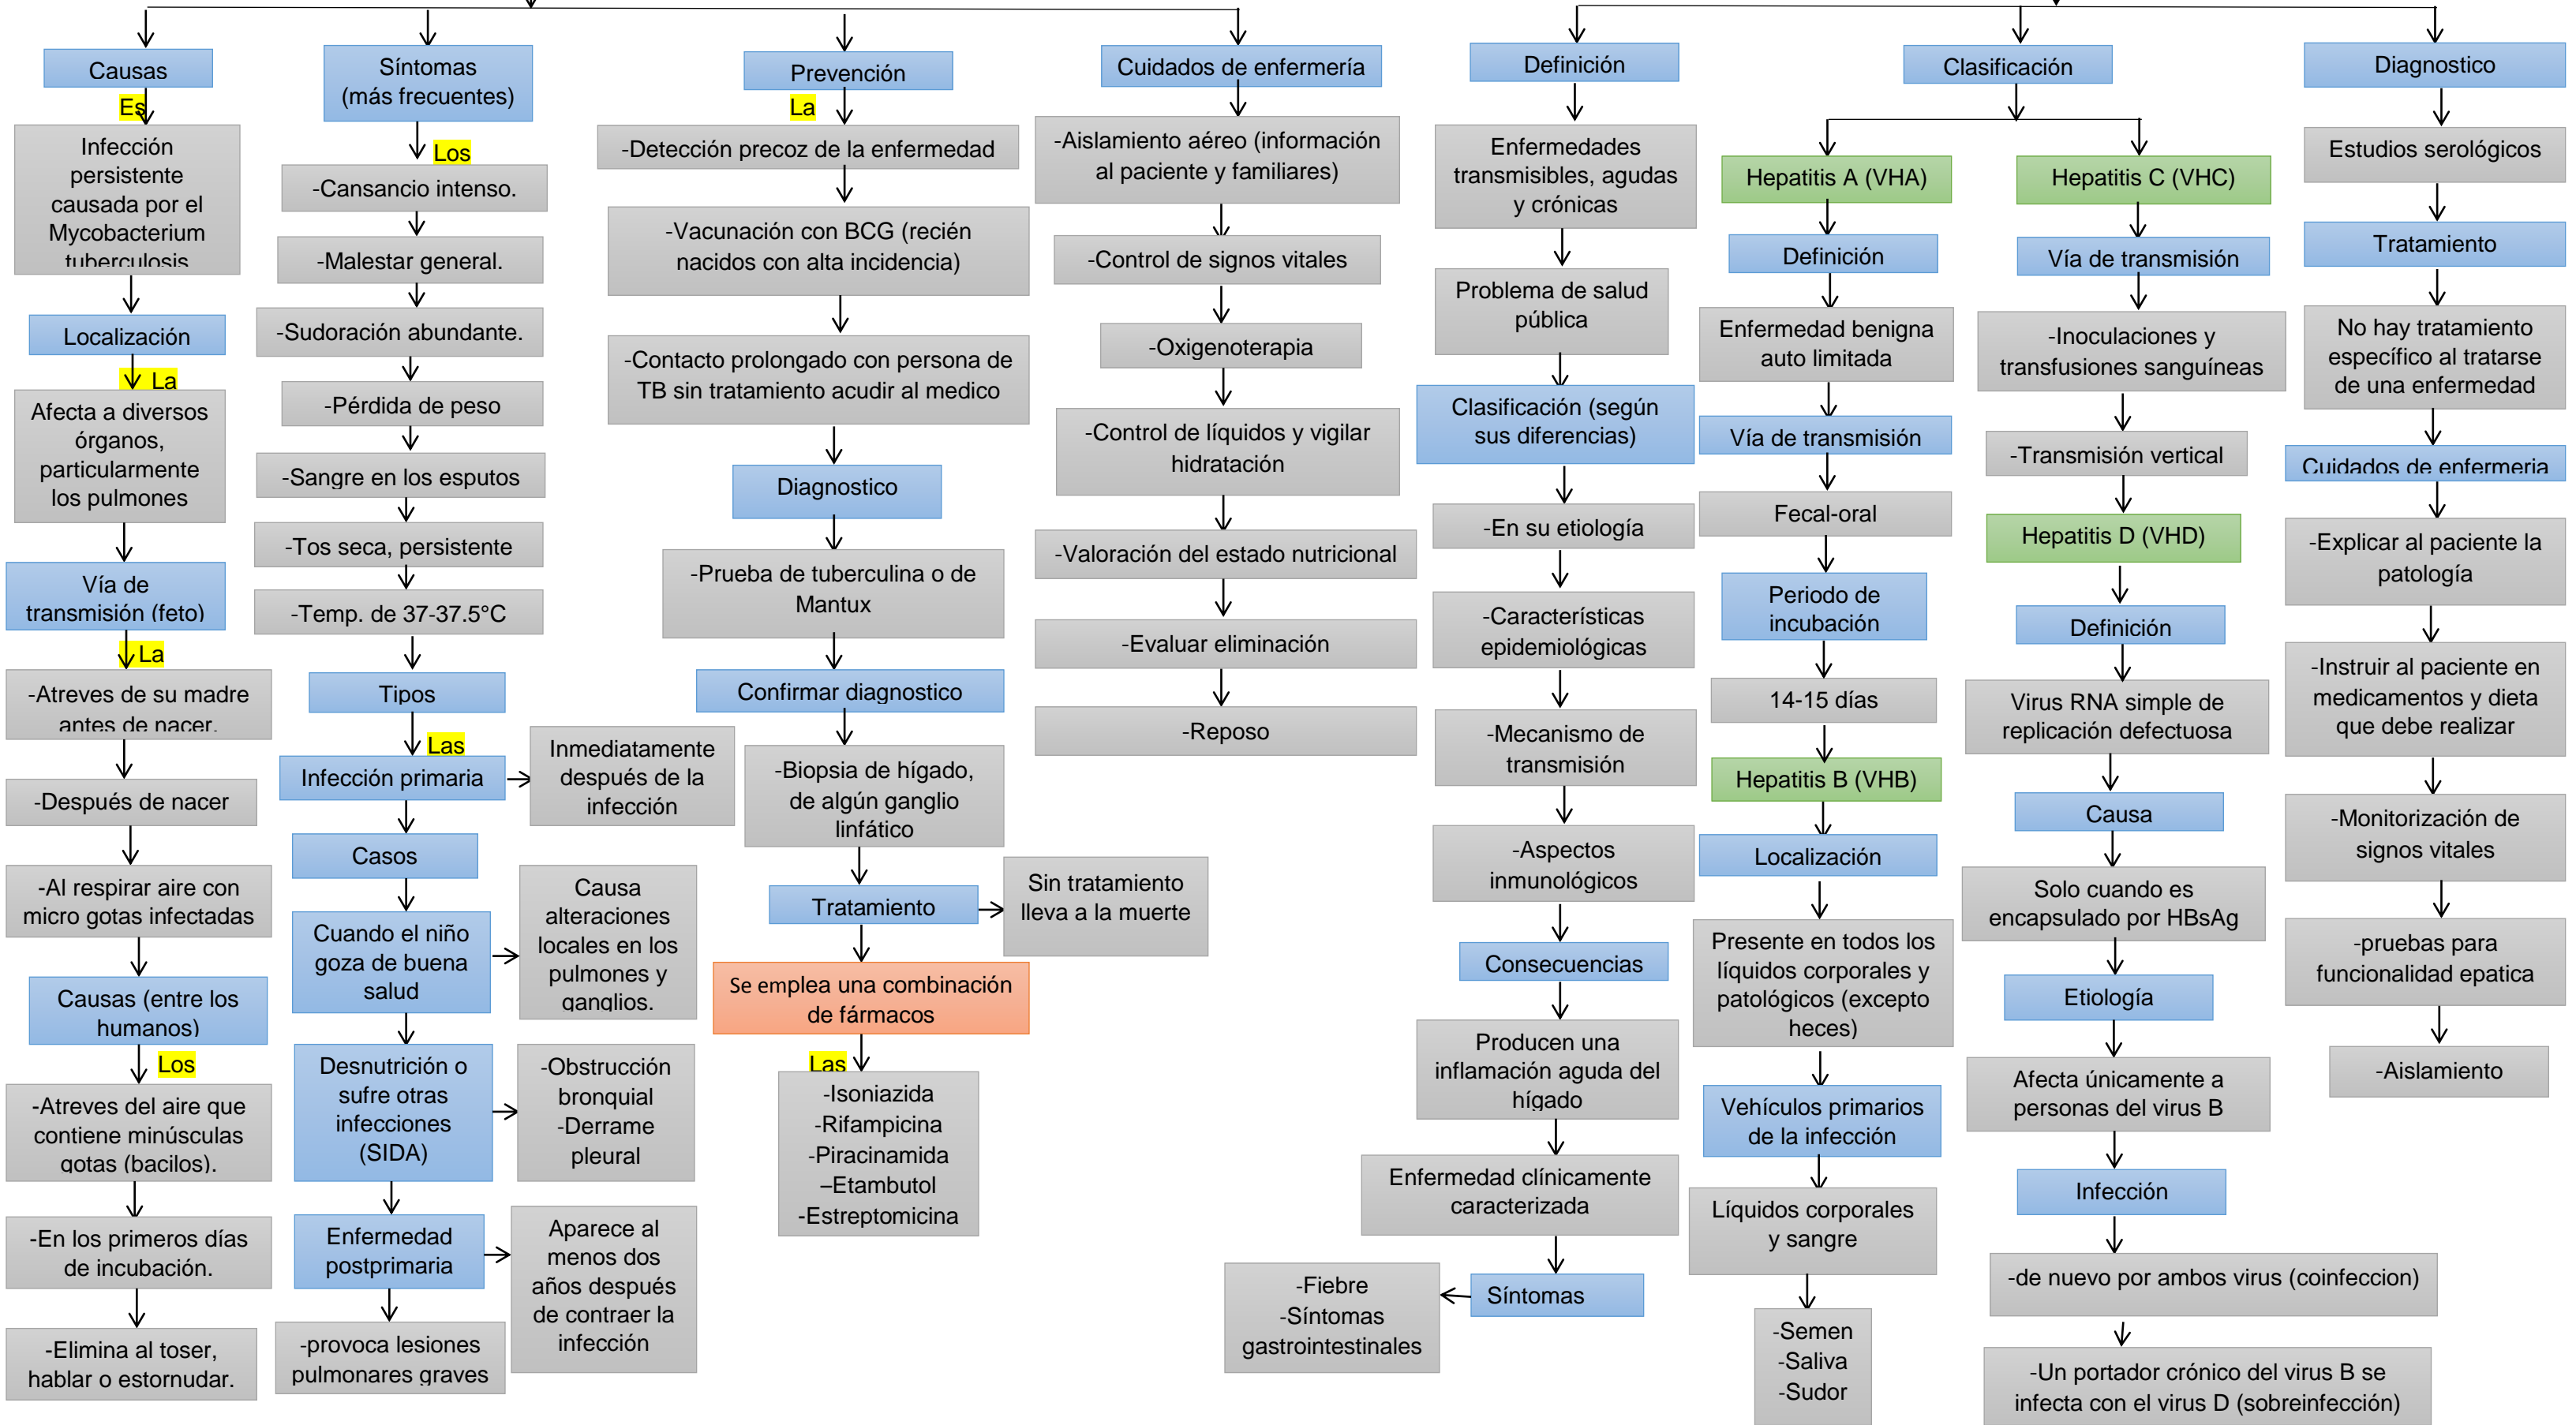 Causas
Es
Infección
persistente
causada por el
Mycobacterium
tuberculosis
Localización
La
Afecta a diversos
órganos,
particularmente
los pulmones
Vía de
transmisión (feto)
La
-Atreves de su madre
antes de nacer.
-Después de nacer
-Al respirar aire con
micro gotas infectadas
Causas (entre los
humanos)
Los
-Atreves del aire que
contiene minúsculas
gotas (bacilos).
-En los primeros días
de incubación.
-Elimina al toser,
hablar o estornudar.
Síntomas
(más frecuentes)
Los
-Cansancio intenso.
-Malestar general.
-Sudoración abundante.
-Pérdida de peso
-Sangre en los esputos
-Tos seca, persistente
-Temp. de 37-37.5°C
Tipos
Las
Infección primaria
Inmediatamente
después de la
infección
Casos
Cuando el niño
goza de buena
salud
Causa
alteraciones
locales en los
pulmones y
ganglios.
Desnutrición o
sufre otras
infecciones
(SIDA)
-Obstrucción
bronquial
-Derrame
pleural
Enfermedad
postprimaria
Aparece al
menos dos
años después
de contraer la
infección
-provoca lesiones
pulmonares graves
Prevención
La
-Detección precoz de la enfermedad
-Vacunación con BCG (recién
nacidos con alta incidencia)
-Contacto prolongado con persona de
TB sin tratamiento acudir al medico
Diagnostico
-Prueba de tuberculina o de
Mantux
Confirmar diagnostico
-Biopsia de hígado,
de algún ganglio
linfático
Tratamiento
Sin tratamiento
lleva a la muerte
Se emplea una combinación
de fármacos
Las
-Isoniazida
-Rifampicina
-Piracinamida
–Etambutol
-Estreptomicina
Cuidados de enfermería
-Aislamiento aéreo (información
al paciente y familiares)
-Control de signos vitales
-Oxigenoterapia
-Control de líquidos y vigilar
hidratación
-Valoración del estado nutricional
-Evaluar eliminación
-Reposo
Definición
Enfermedades
transmisibles, agudas
y crónicas
Problema de salud
pública
Clasificación (según
sus diferencias)
-En su etiología
-Características
epidemiológicas
-Mecanismo de
transmisión
-Aspectos
inmunológicos
Consecuencias
Producen una
inflamación aguda del
hígado
Enfermedad clínicamente
caracterizada
Síntomas
-Fiebre
-Síntomas
gastrointestinales
Clasificación
Hepatitis A (VHA)
Definición
Enfermedad benigna
auto limitada
Vía de transmisión
Fecal-oral
Periodo de
incubación
14-15 días
Hepatitis B (VHB)
Localización
Presente en todos los
líquidos corporales y
patológicos (excepto
heces)
Vehículos primarios
de la infección
Líquidos corporales
y sangre
-Semen
-Saliva
-Sudor
Hepatitis C (VHC)
Vía de transmisión
-Inoculaciones y
transfusiones sanguíneas
-Transmisión vertical
Hepatitis D (VHD)
Definición
Virus RNA simple de
replicación defectuosa
Causa
Solo cuando es
encapsulado por HBsAg
Etiología
Afecta únicamente a
personas del virus B
Infección
-de nuevo por ambos virus (coinfeccion)
-Un portador crónico del virus B se
infecta con el virus D (sobreinfección)
Diagnostico
Estudios serológicos
Tratamiento
No hay tratamiento
específico al tratarse
de una enfermedad
Cuidados de enfermeria
-Explicar al paciente la
patología
-Instruir al paciente en
medicamentos y dieta
que debe realizar
-Monitorización de
signos vitales
-pruebas para
funcionalidad epatica
-Aislamiento